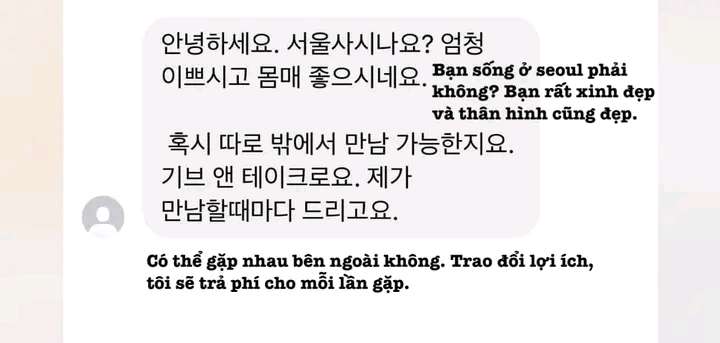 안녕하세요. 서울사시나요? 엄청
이쁘시고 몸매 좋으시네요.
Bạn sống ở seoul phải
không? Bạn rất xinh đẹp
và thân hình cũng đẹp.
혹시 따로 밖에서 만남 가능한지요.
기브 앤 테이크로요. 제가
만남할때마다 드리고요.
Có thể gặp nhau bên ngoài không. Trao đổi lợi ích,
tôi sẽ trả phí cho mỗi lần gặp.